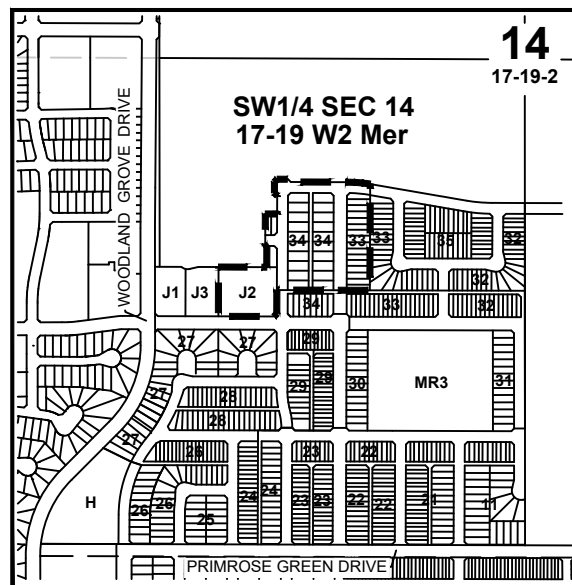 14
17-19-2
SW1/4 SEC 14
17-19 W2 Mer
WOODLAND GROVE DRIVE
34 34 33 33 35 32
32
J1 J3 J2
34 33 32
29
27 27
29 29 30 MR3 31
27
28
28
27
26 23 22
24 24
26 26 25 23 23 22 22 21 11
H
PRIMROSE GREEN DRIVE